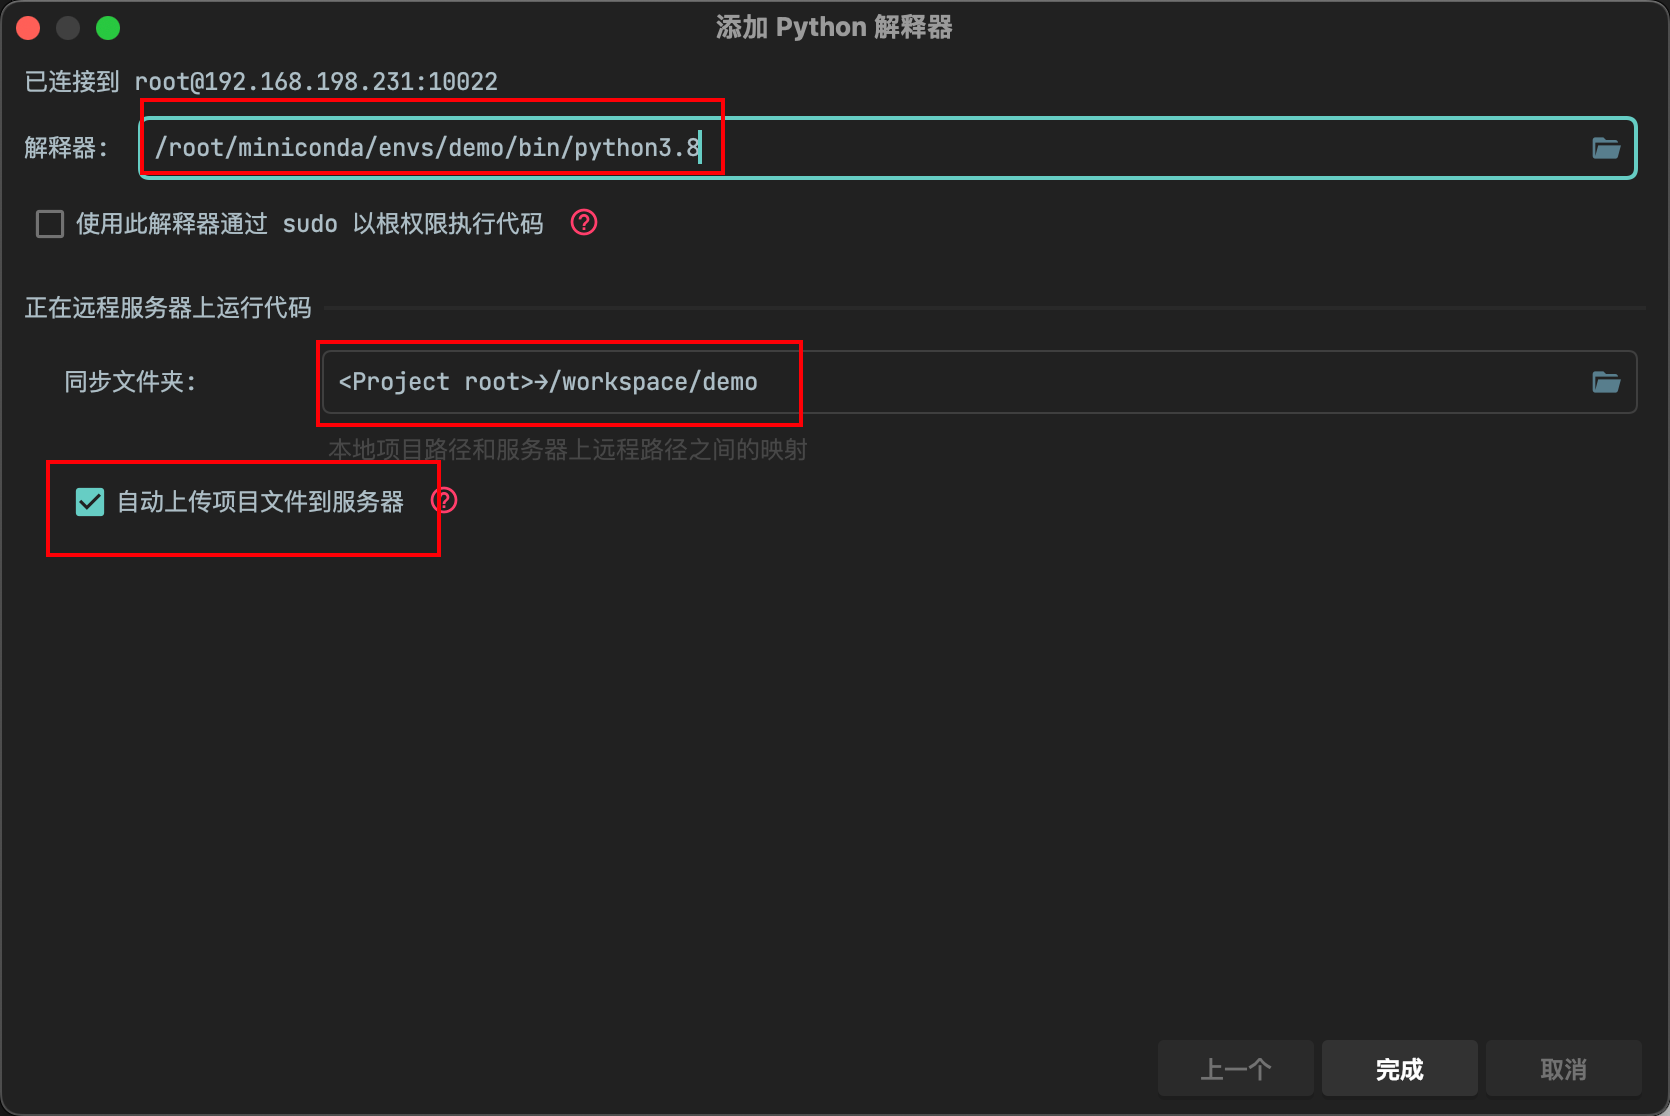 添加 Python 解释器
已连接到 root@192.168.198.231:10022
解释器: /root/miniconda/envs/demo/bin/python3.8
使用此解释器通过 sudo 以根权限执行代码
正在远程服务器上运行代码
同步文件夹: <Project root>→/workspace/demo
本地项目路径和服务器上远程路径之间的映射
自动上传项目文件到服务器
上一个 完成 取消